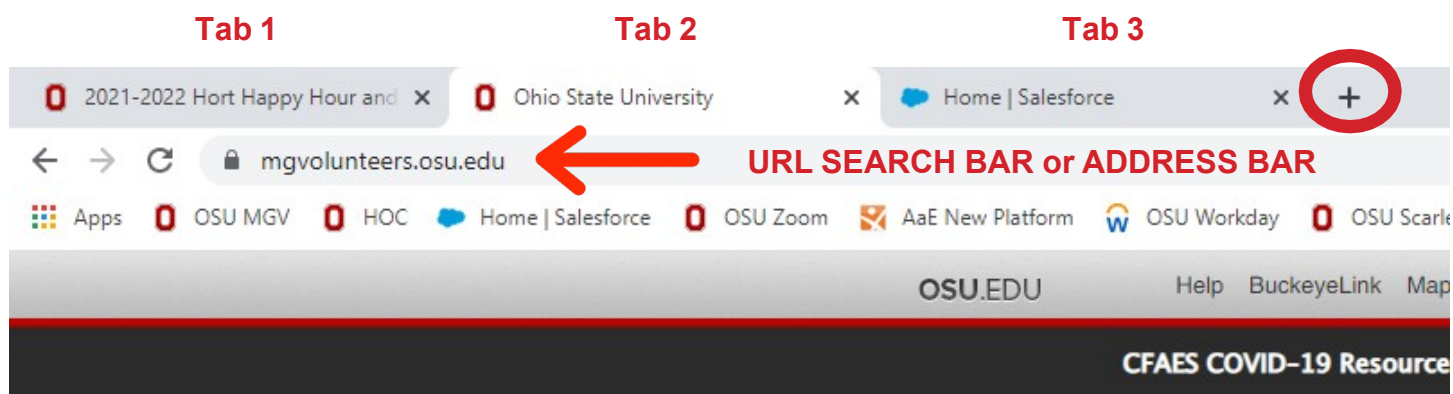 Tab 1 Tab 2 Tab 3
2021-2022 Hort Happy Hour and Ohio State University Home | Salesforce
mgvolunteers.osu.edu URL SEARCH BAR or ADDRESS BAR
Apps OSU MGV HOC Home | Salesforce OSU Zoom AaE New Platform OSU Workday OSU Scarle
OSU.EDU Help BuckeyeLink Map
CFAES COVID-19 Resource